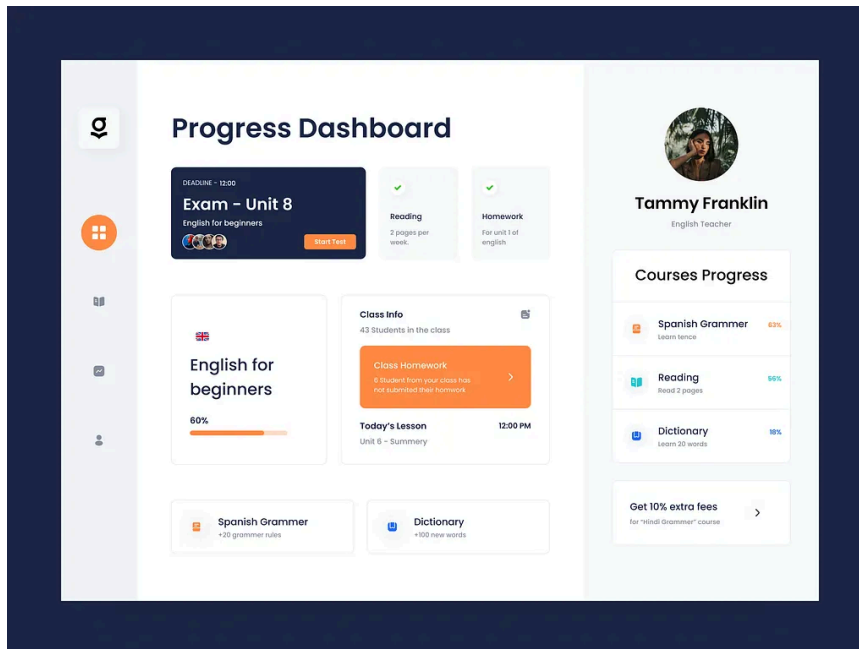 g
Progress Dashboard
DEADLINE - 12:00
Exam - Unit 8
English for beginners
Start Test
Reading
2 pages per
week.
Homework
For unit 1 of
english
English for
beginners
60%
Class Info
43 Students in the class
Class Homework
8 Student from your class has
not submited their homwork
Today's Lesson
12:00 PM
Unit 6 - Summery
Spanish Grammer
+20 grammer rules
Dictionary
+100 new words
Tammy Franklin
English Teacher
Courses Progress
Spanish Grammer
Learn tence
63%
Reading
Read 2 pages
55%
Dictionary
Learn 20 words
18%
Get 10% extra fees
for "Hindi Grammer" course